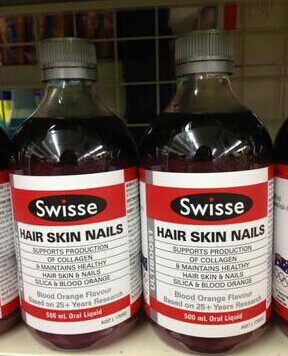 Swisse
HAIR SKIN NAILS
SUPPORTS PRODUCTION
OF COLLAGEN
& MAINTAINS HEALTHY
HAIR SKIN & NAILS
SILICA & BLOOD ORANGE
Blood Orange Flavour
Based on 25+ Years Research
500 mL Oral Liquid
Swisse
HAIR SKIN NAILS
SUPPORTS PRODUCTION
OF COLLAGEN
& MAINTAINS HEALTHY
HAIR SKIN & NAILS
SILICA & BLOOD ORANGE
Blood Orange Flavour
Based on 25+ Years Research
500 mL Oral Liquid